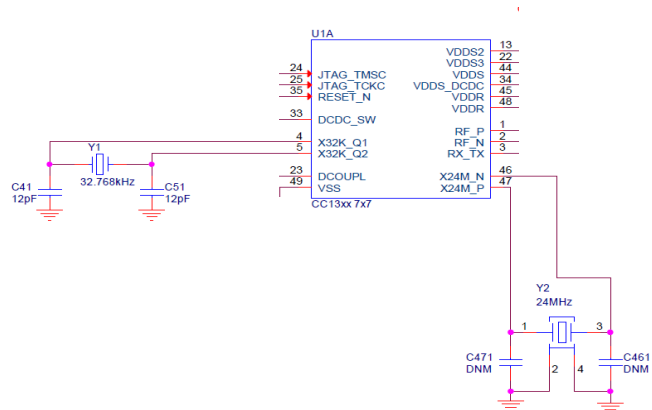 U1A
24 JTAG_TMSC
25 JTAG_TCKC
35 RESET_N
33 DCDC_SW
4 X32K_Q1
5 X32K_Q2
23 DCOUPL
49 VSS
VDDS2 13
VDDS3 22
VDDS 44
VDDS_DCDC 34
VDDR 45
VDDR 48
RF_P 1
RF_N 2
RX_TX 3
X24M_N 46
X24M_P 47
CC13xx 7x7
Y1
32.768kHz
C41
12pF
C51
12pF
Y2
24MHz
1 3
2 4
C471
DNM
C461
DNM